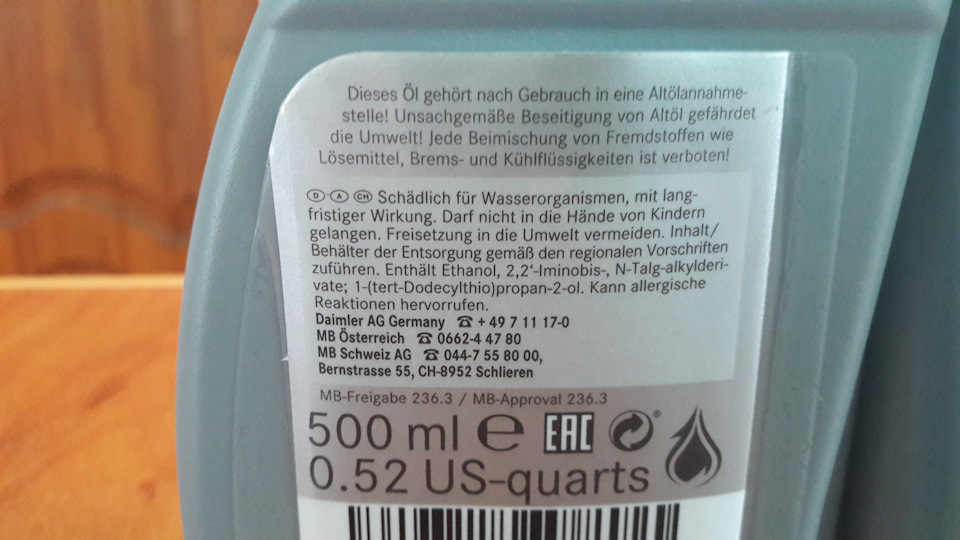 Dieses Öl gehört nach Gebrauch in eine Altölannahme-
stelle! Unsachgemäße Beseitigung von Altöl gefährdet
die Umwelt! Jede Beimischung von Fremdstoffen wie
Lösemittel, Brems- und Kühlflüssigkeiten ist verboten!
D A CH Schädlich für Wasserorganismen, mit lang-
fristiger Wirkung. Darf nicht in die Hände von Kindern
gelangen. Freisetzung in die Umwelt vermeiden. Inhalt/
Behälter der Entsorgung gemäß den regionalen Vorschriften
zuführen. Enthält Ethanol, 2,2'-Iminobis-, N-Talg-alkylderi-
vate; 1-(tert-Dodecylthio)propan-2-ol. Kann allergische
Reaktionen hervorrufen.
Daimler AG Germany ☎ + 49 7 11 17-0
MB Österreich ☎ 0662-4 47 80
MB Schweiz AG ☎ 044-7 55 80 00,
Bernstrasse 55, CH-8952 Schlieren
MB-Freigabe 236.3 / MB-Approval 236.3
500 ml ℮ EAC ®
0.52 US-quarts